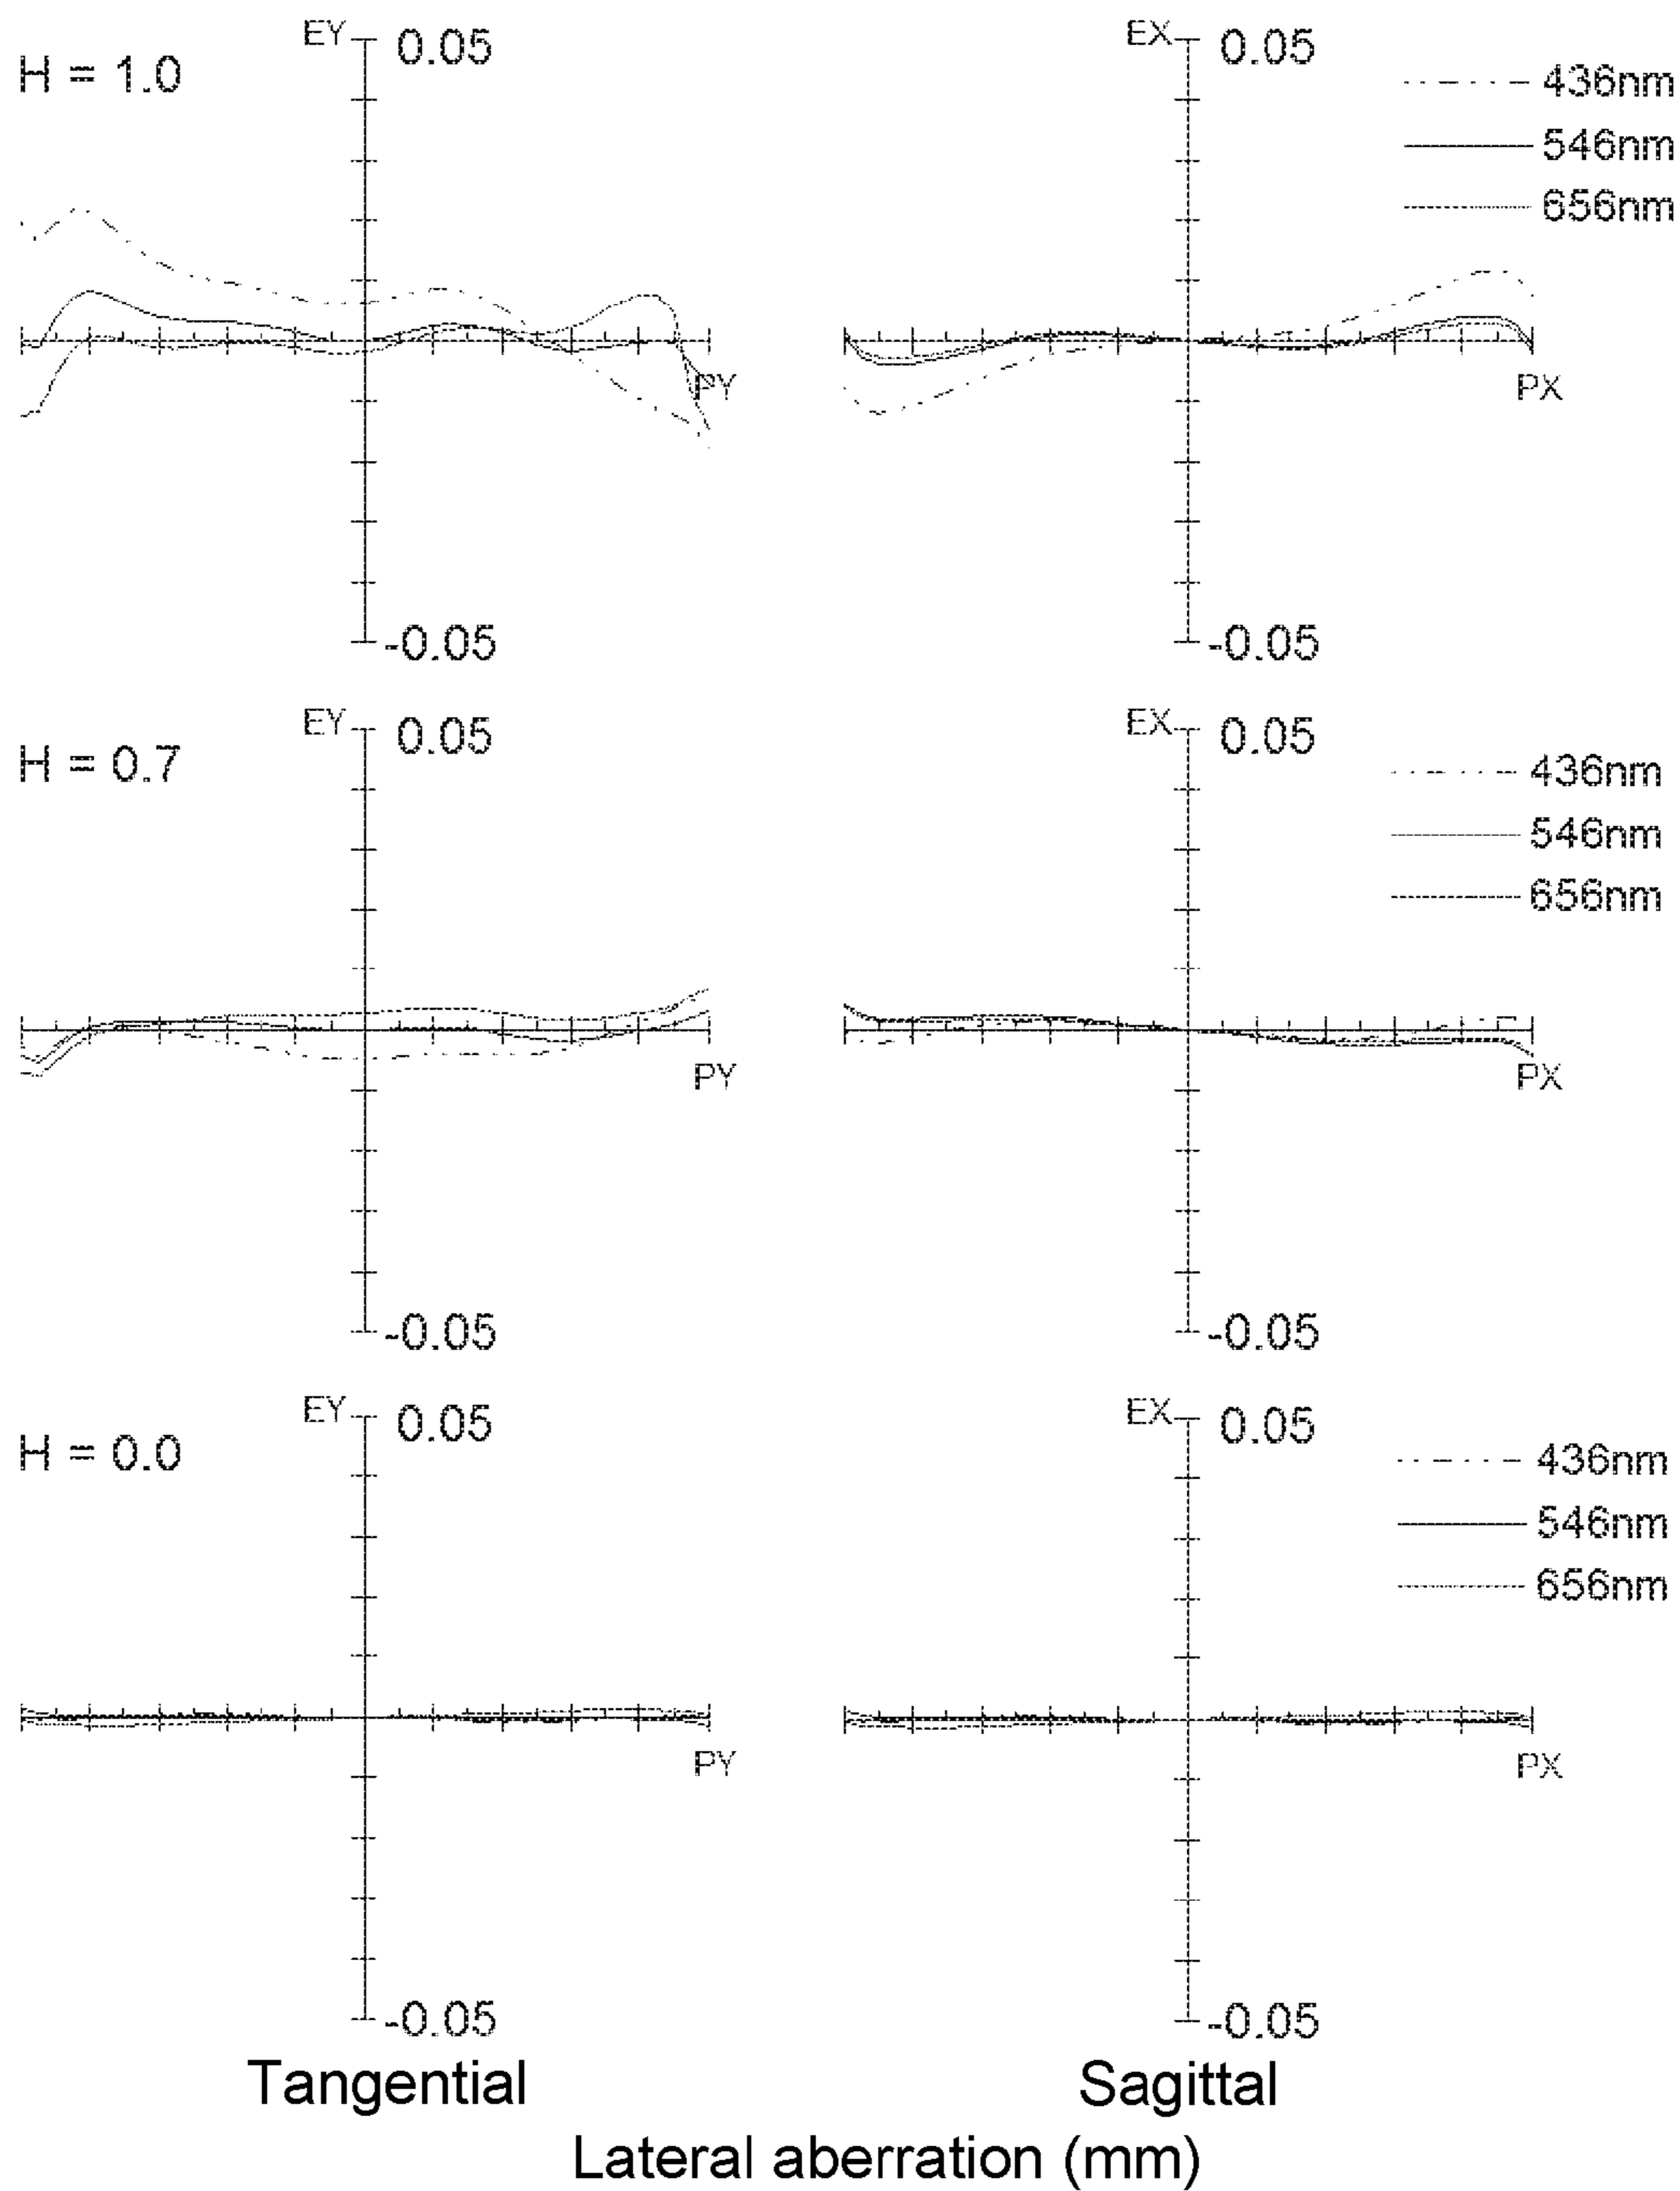 EY 0.05 EX 0.05
H = 1.0
436nm
546nm
656nm
PY PX
-0.05 -0.05
EY 0.05 EX 0.05
H = 0.7
436nm
546nm
656nm
PY PX
-0.05 -0.05
EY 0.05 EX 0.05
H = 0.0
436nm
546nm
656nm
PY PX
-0.05 -0.05
Tangential Sagittal
Lateral aberration (mm)